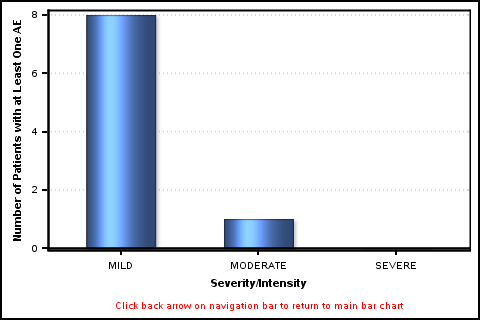 Number of Patients with at Least One AE
8
6
4
2
0
MILD MODERATE SEVERE
Severity/Intensity
Click back arrow on navigation bar to return to main bar chart